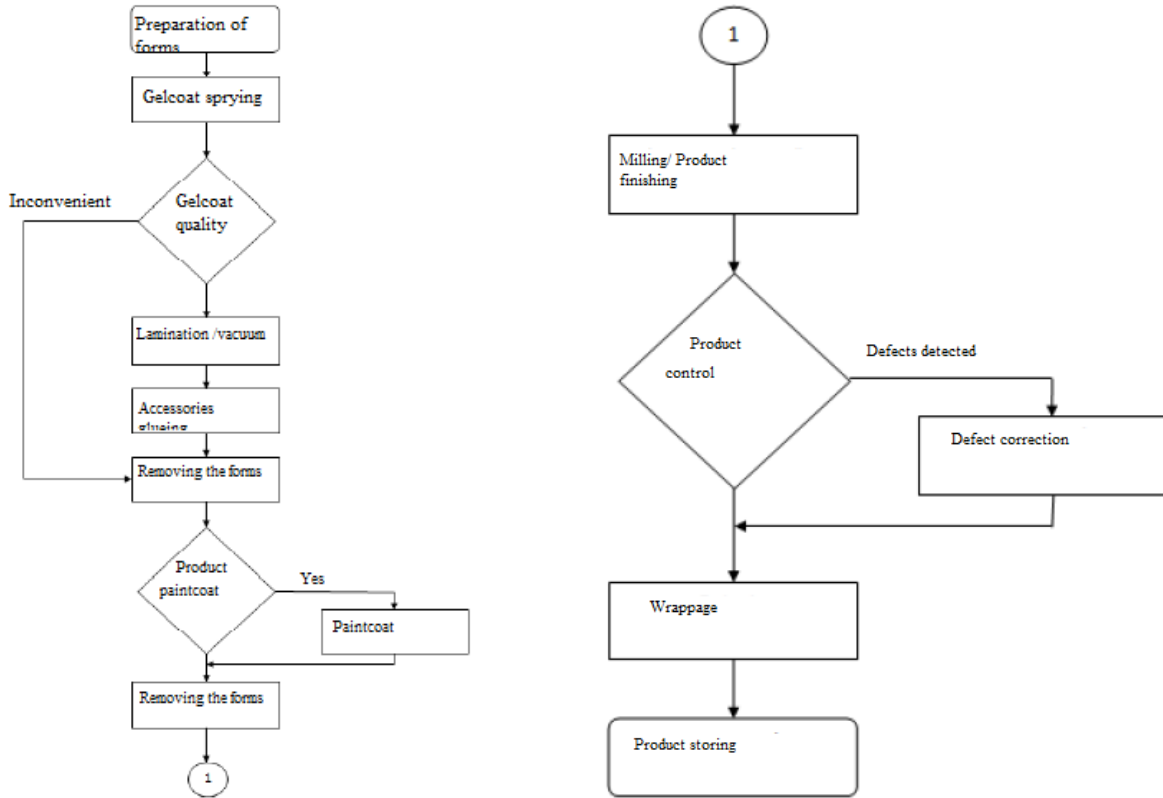 Preparation of
forms
Gelcoat sprying
Inconvenient
Gelcoat
quality
Lamination /vacuum
Accessories
glueing
Removing the forms
Product
paintcoat
Yes
Paintcoat
Removing the forms
1
1
Milling/ Product
finishing
Product
control
Defects detected
Defect correction
Wrappage
Product storing